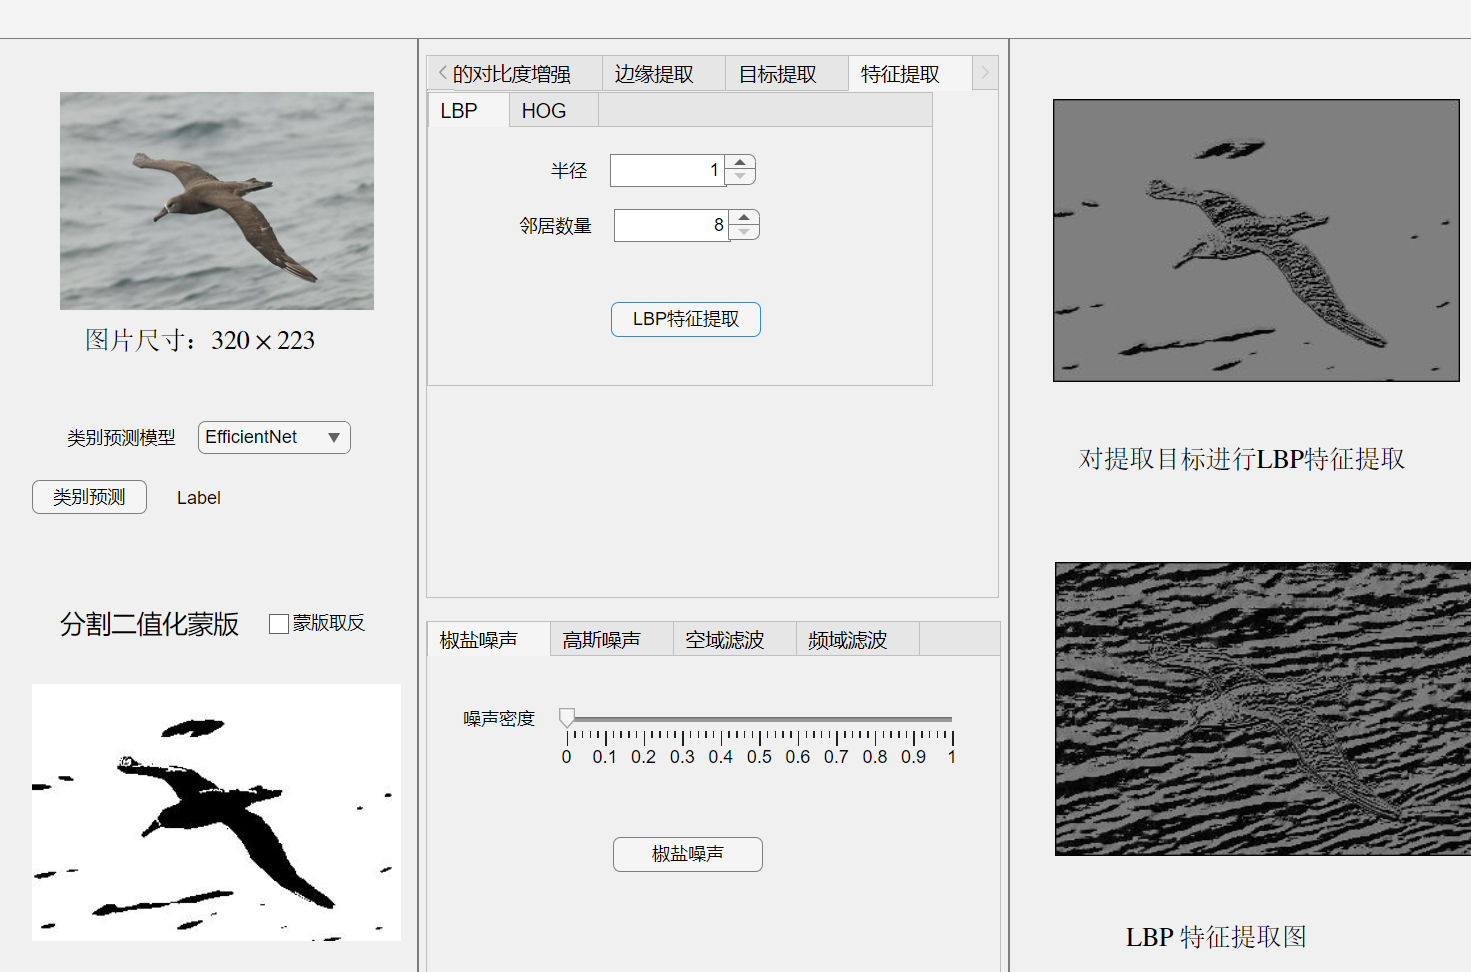 的对比度增强 边缘提取 目标提取 特征提取
LBP HOG
半径 1
邻居数量 8
LBP特征提取
图片尺寸：320×223
类别预测模型 EfficientNet
类别预测 Label
分割二值化蒙版 蒙版取反
椒盐噪声 高斯噪声 空域滤波 频域滤波
噪声密度
0 0.1 0.2 0.3 0.4 0.5 0.6 0.7 0.8 0.9 1
椒盐噪声
对提取目标进行LBP特征提取
LBP 特征提取图